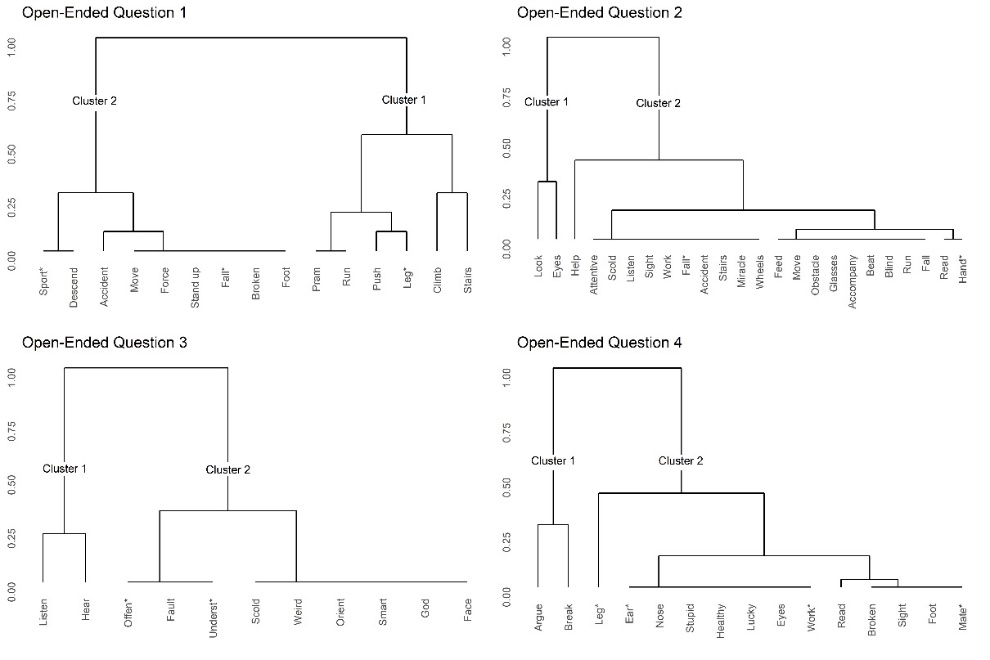 Open-Ended Question 1
1.00
0.75
0.50
0.25
0.00
Cluster 2
Cluster 1
Sport*
Descend
Accident
Move
Force
Stand up
Fall*
Broken
Foot
Pram
Run
Push
Leg*
Climb
Stairs
Open-Ended Question 2
1.00
0.75
0.50
0.25
0.00
Cluster 1
Cluster 2
Look
Eyes
Help
Attentive
Scold
Listen
Sight
Work
Fall*
Accident
Stairs
Miracle
Wheels
Feed
Move
Obstacle
Glasses
Accompany
Beat
Blind
Run
Fall
Read
Hand*
Open-Ended Question 3
1.00
0.75
0.50
0.25
0.00
Cluster 1
Cluster 2
Listen
Hear
Offen*
Fault
Underst*
Scold
Weird
Orient
Smart
God
Face
Open-Ended Question 4
1.00
0.75
0.50
0.25
0.00
Cluster 1
Cluster 2
Argue
Break
Leg*
Ear*
Nose
Stupid
Healthy
Lucky
Eyes
Work*
Read
Broken
Sight
Foot
Male*